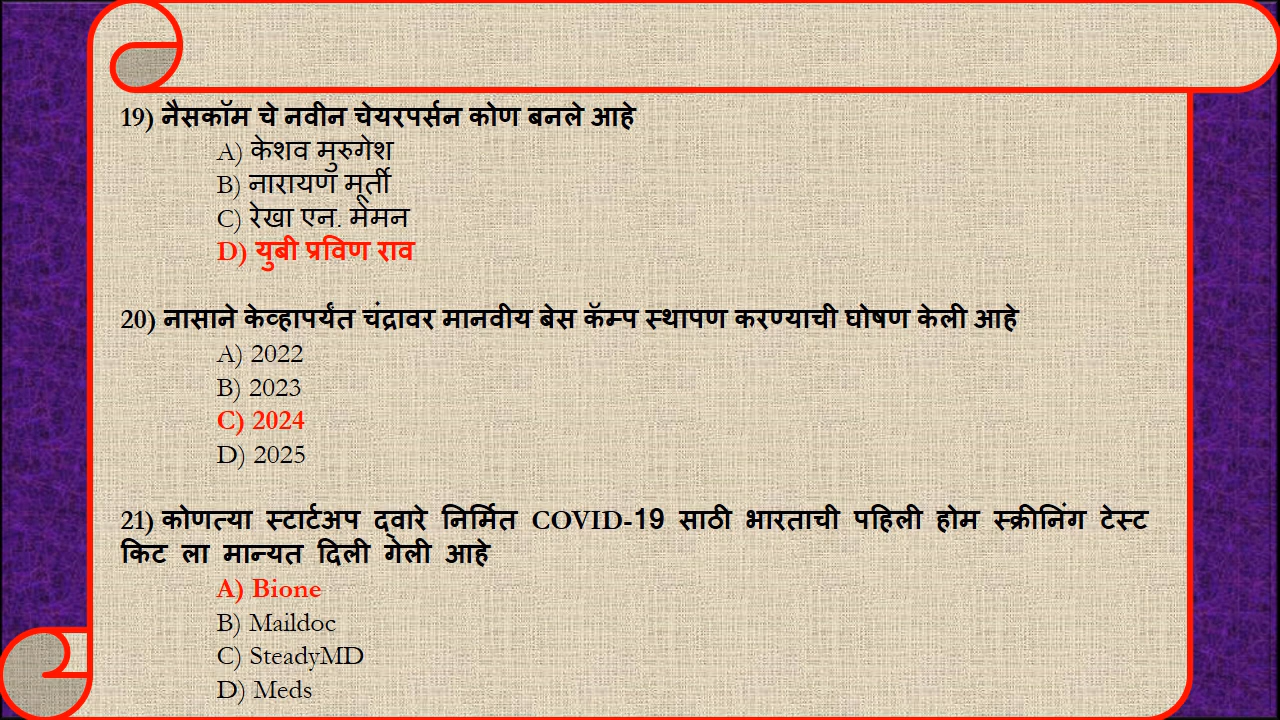 19) नैसकॉम चे नवीन चेयरपर्सन कोण बनले आहे
A) केशव मुरुगेश
B) नारायण मूर्ती
C) रेखा एन. मेमन
D) युबी प्रविण राव
20) नासाने केव्हापर्यंत चंद्रावर मानवीय बेस कॅम्प स्थापण करण्याची घोषण केली आहे
A) 2022
B) 2023
C) 2024
D) 2025
21) कोणत्या स्टार्टअप द्वारे निर्मित COVID-19 साठी भारताची पहिली होम स्क्रीनिंग टेस्ट
किट ला मान्यत दिली गेली आहे
A) Bione
B) Maildoc
C) SteadyMD
D) Meds